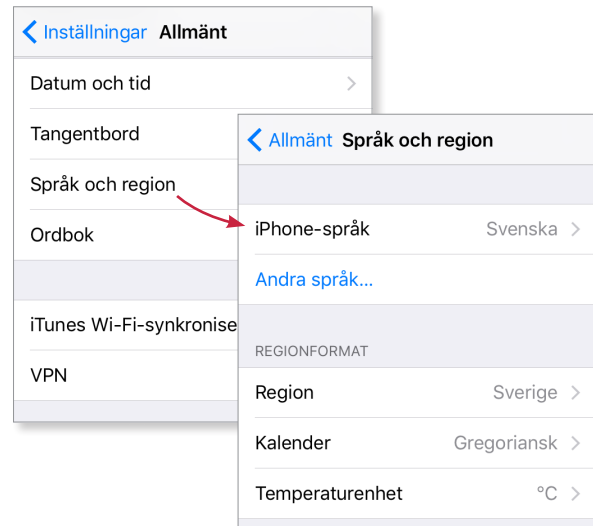 Inställningar Allmänt
Datum och tid
Tangentbord
Språk och region
Ordbok
iTunes Wi-Fi-synkronise
VPN
Allmänt Språk och region
iPhone-språk Svenska
Andra språk...
REGIONFORMAT
Region Sverige
Kalender Gregoriansk
Temperaturenhet °C